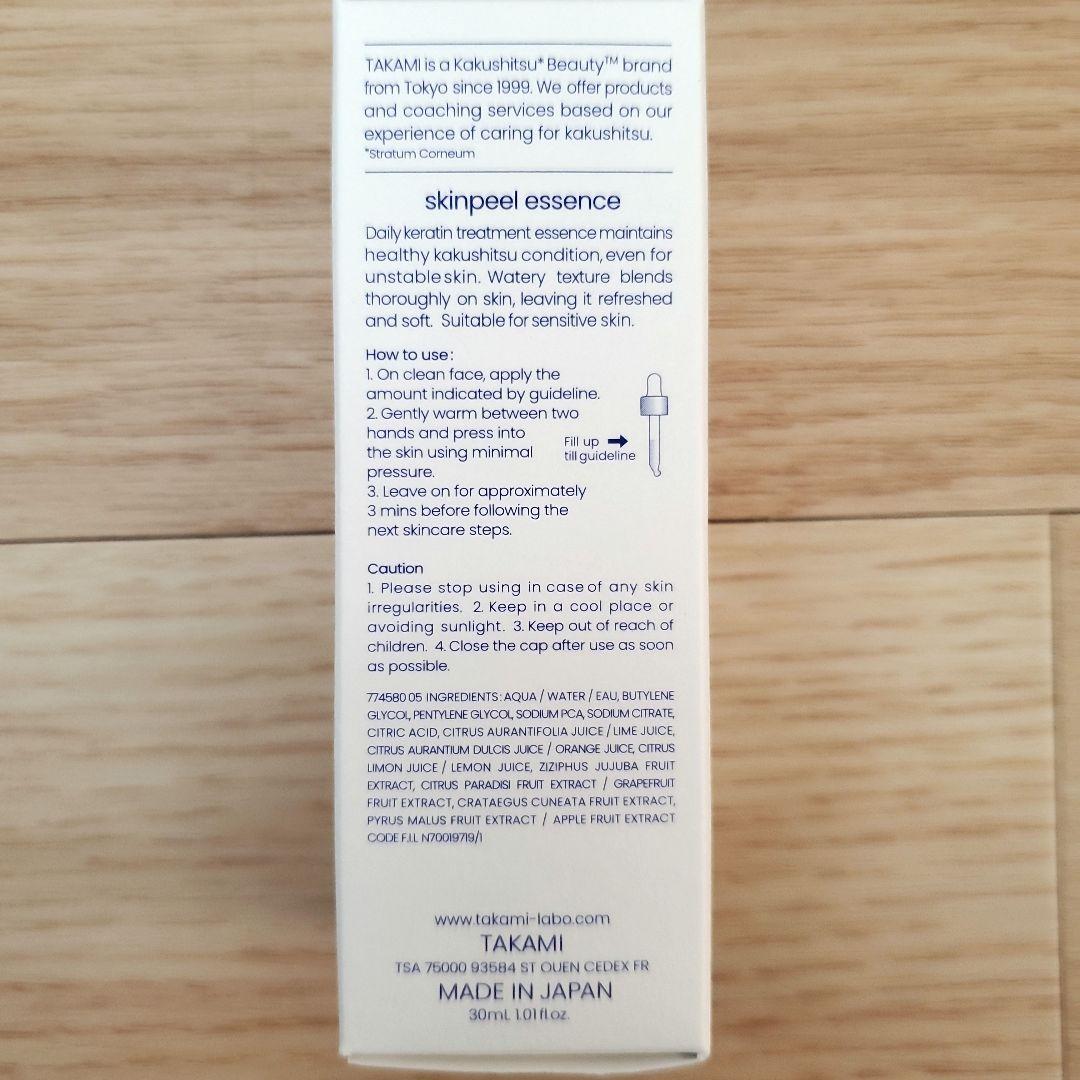 TAKAMI is a Kakushitsu* Beauty™ brand
from Tokyo since 1999. We offer products
and coaching services based on our
experience of caring for kakushitsu.
*Stratum Corneum
skinpeel essence
Daily keratin treatment essence maintains
healthy kakushitsu condition, even for
unstable skin. Watery texture blends
thoroughly on skin, leaving it refreshed
and soft. Suitable for sensitive skin.
How to use:
1. On clean face, apply the
amount indicated by guideline.
2. Gently warm between two
hands and press into
the skin using minimal
pressure.
3. Leave on for approximately
3 mins before following the
next skincare steps.
Fill up
till guideline
Caution
1. Please stop using in case of any skin
irregularities. 2. Keep in a cool place or
avoiding sunlight. 3. Keep out of reach of
children. 4. Close the cap after use as soon
as possible.
774580 05 INGREDIENTS: AQUA / WATER / EAU, BUTYLENE
GLYCOL, PENTYLENE GLYCOL, SODIUM PCA, SODIUM CITRATE,
CITRIC ACID, CITRUS AURANTIFOLIA JUICE / LIME JUICE,
CITRUS AURANTIUM DULCIS JUICE / ORANGE JUICE, CITRUS
LIMON JUICE / LEMON JUICE, ZIZIPHUS JUJUBA FRUIT
EXTRACT, CITRUS PARADISI FRUIT EXTRACT / GRAPEFRUIT
FRUIT EXTRACT, CRATAEGUS CUNEATA FRUIT EXTRACT,
PYRUS MALUS FRUIT EXTRACT / APPLE FRUIT EXTRACT
CODE F.I.L N70019719/1
www.takami-labo.com
TAKAMI
TSA 75000 93584 ST OUEN CEDEX FR
MADE IN JAPAN
30mL 1.01 fl oz.